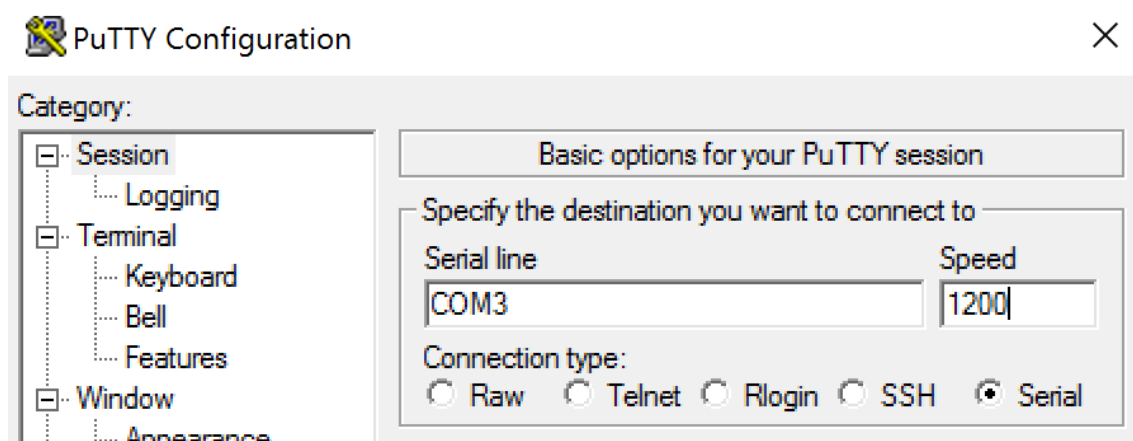 PuTTY Configuration
Category:
Session
Logging
Terminal
Keyboard
Bell
Features
Window
Appearance
Basic options for your PuTTY session
Specify the destination you want to connect to
Serial line Speed
COM3 1200
Connection type:
Raw Telnet Rlogin SSH Serial